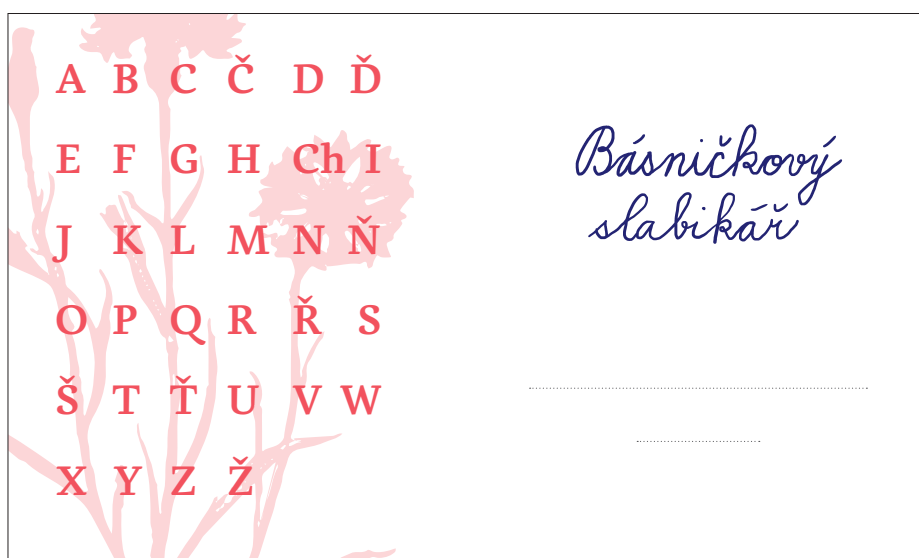 A B C Č D Ď
E F G H Ch I
J K L M N Ň
O P Q R Ř S
Š T Ť U V W
X Y Z Ž
Básničkový
slabikář